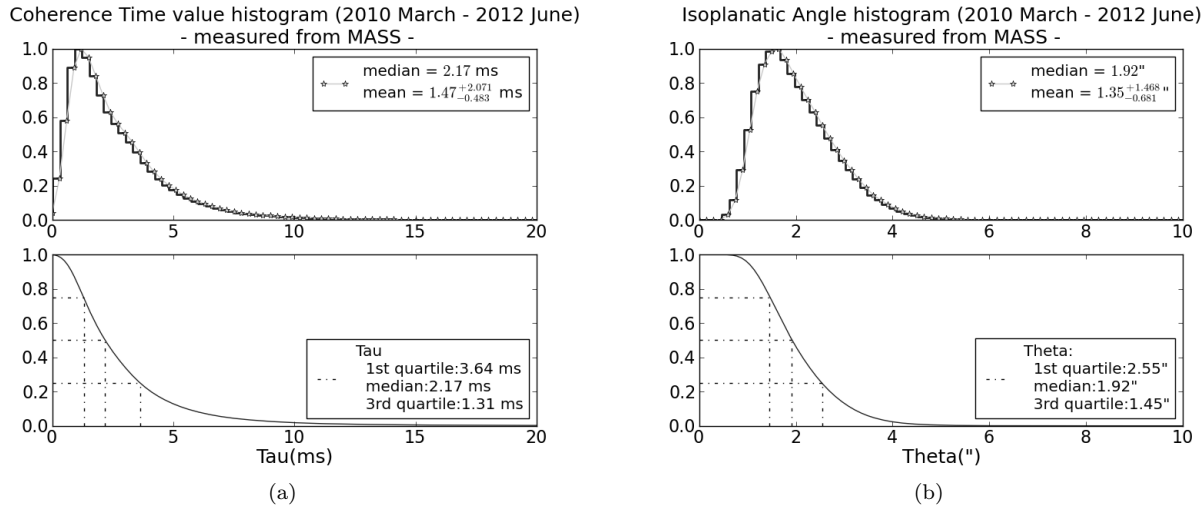 Coherence Time value histogram (2010 March - 2012 June)
- measured from MASS -
1.0
0.8
0.6
0.4
0.2
0.0
median = 2.17 ms
mean = 1.47^{+2.071}_{-0.483} ms
0 5 10 15 20
1.0
0.8
0.6
0.4
0.2
0.0
Tau
1st quartile:3.64 ms
median:2.17 ms
3rd quartile:1.31 ms
0 5 10 15 20
Tau(ms)
(a)
Isoplanatic Angle histogram (2010 March - 2012 June)
- measured from MASS -
1.0
0.8
0.6
0.4
0.2
0.0
median = 1.92"
mean = 1.35^{+1.468}_{-0.681} "
0 2 4 6 8 10
1.0
0.8
0.6
0.4
0.2
0.0
Theta:
1st quartile:2.55"
median:1.92"
3rd quartile:1.45"
0 2 4 6 8 10
Theta(")
(b)